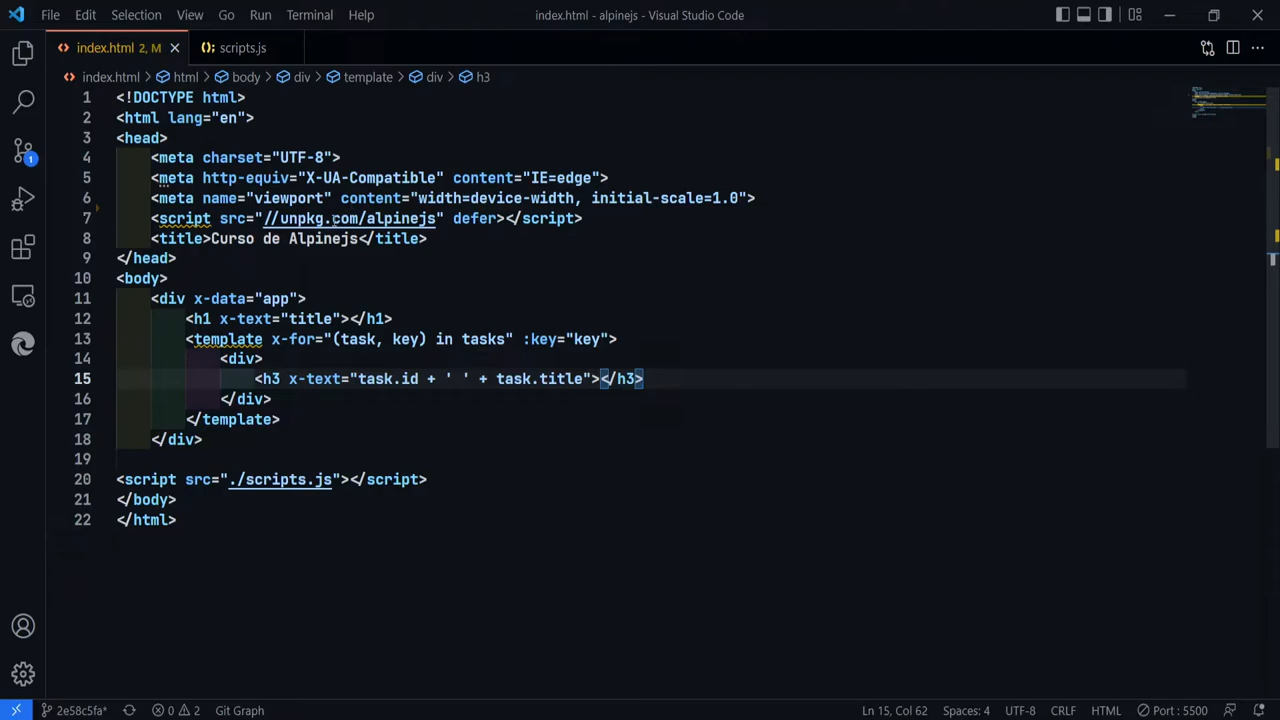 File Edit Selection View Go Run Terminal Help index.html - alpinejs - Visual Studio Code
index.html 2, M scripts.js
index.html > html > body > div > template > div > h3
1 <!DOCTYPE html>
2 <html lang="en">
3 <head>
4 <meta charset="UTF-8">
5 <meta http-equiv="X-UA-Compatible" content="IE=edge">
6 <meta name="viewport" content="width=device-width, initial-scale=1.0">
7 <script src="//unpkg.com/alpinejs" defer></script>
8 <title>Curso de Alpinejs</title>
9 </head>
10 <body>
11 <div x-data="app">
12 <h1 x-text="title"></h1>
13 <template x-for="(task, key) in tasks" :key="key">
14 <div>
15 <h3 x-text="task.id + ' ' + task.title"></h3>
16 </div>
17 </template>
18 </div>
19
20 <script src="./scripts.js"></script>
21 </body>
22 </html>
1
2e58c5fa* 0 2 Git Graph Ln 15, Col 62 Spaces: 4 UTF-8 CRLF HTML Port : 5500